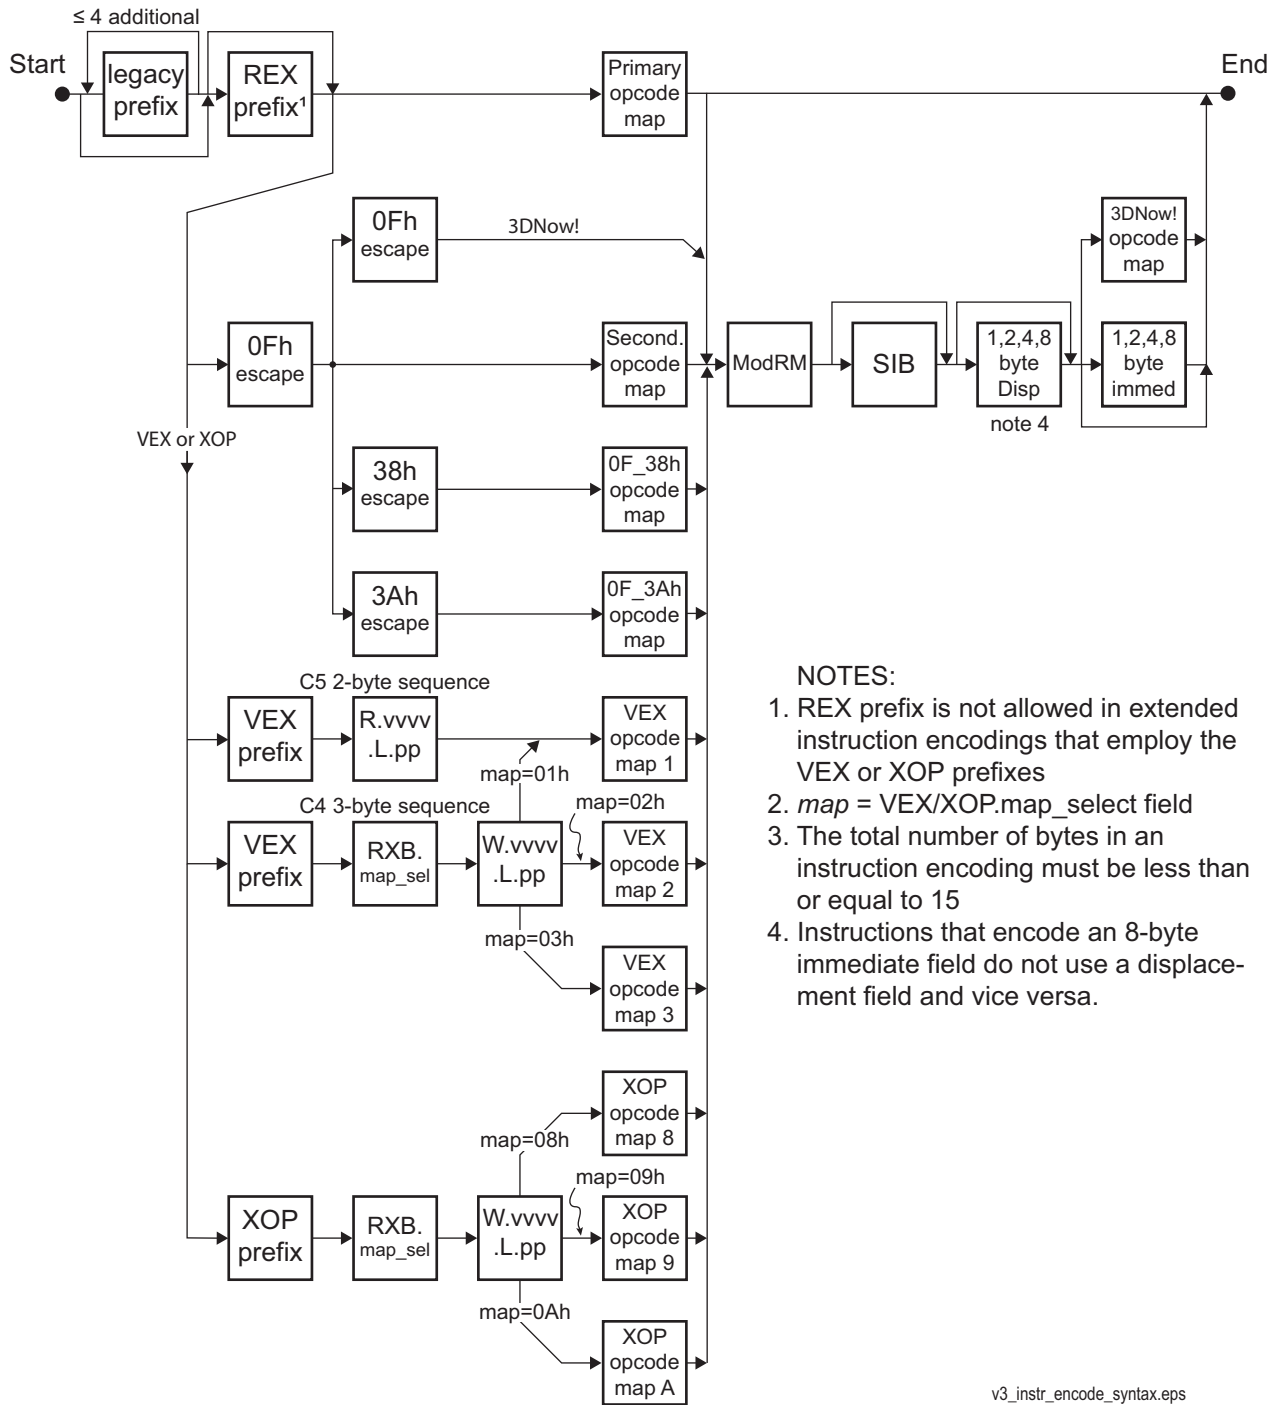 ≤ 4 additional
Start
legacy
prefix
REX
prefix¹
Primary
opcode
map
End
0Fh
escape
3DNow!
3DNow!
opcode
map
0Fh
escape
Second.
opcode
map
ModRM
SIB
1,2,4,8
byte
Disp
note 4
1,2,4,8
byte
immed
VEX or XOP
38h
escape
0F_38h
opcode
map
3Ah
escape
0F_3Ah
opcode
map
C5 2-byte sequence
VEX
prefix
R.vvvv
.L.pp
VEX
opcode
map 1
map=01h
C4 3-byte sequence
map=02h
VEX
prefix
RXB.
map_sel
W.vvvv
.L.pp
VEX
opcode
map 2
map=03h
VEX
opcode
map 3
NOTES:
1. REX prefix is not allowed in extended
instruction encodings that employ the
VEX or XOP prefixes
2. map = VEX/XOP.map_select field
3. The total number of bytes in an
instruction encoding must be less than
or equal to 15
4. Instructions that encode an 8-byte
immediate field do not use a displace-
ment field and vice versa.
XOP
opcode
map 8
map=08h
map=09h
XOP
prefix
RXB.
map_sel
W.vvvv
.L.pp
XOP
opcode
map 9
map=0Ah
XOP
opcode
map A
v3_instr_encode_syntax.eps